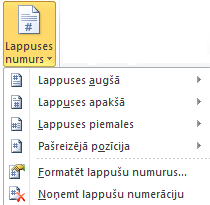 Lappuses
numurs
Lappuses augšā
Lappuses apakšā
Lappuses piemales
Pašreizējā pozīcija
Formatēt lappušu numurus...
Noņemt lappušu numerāciju